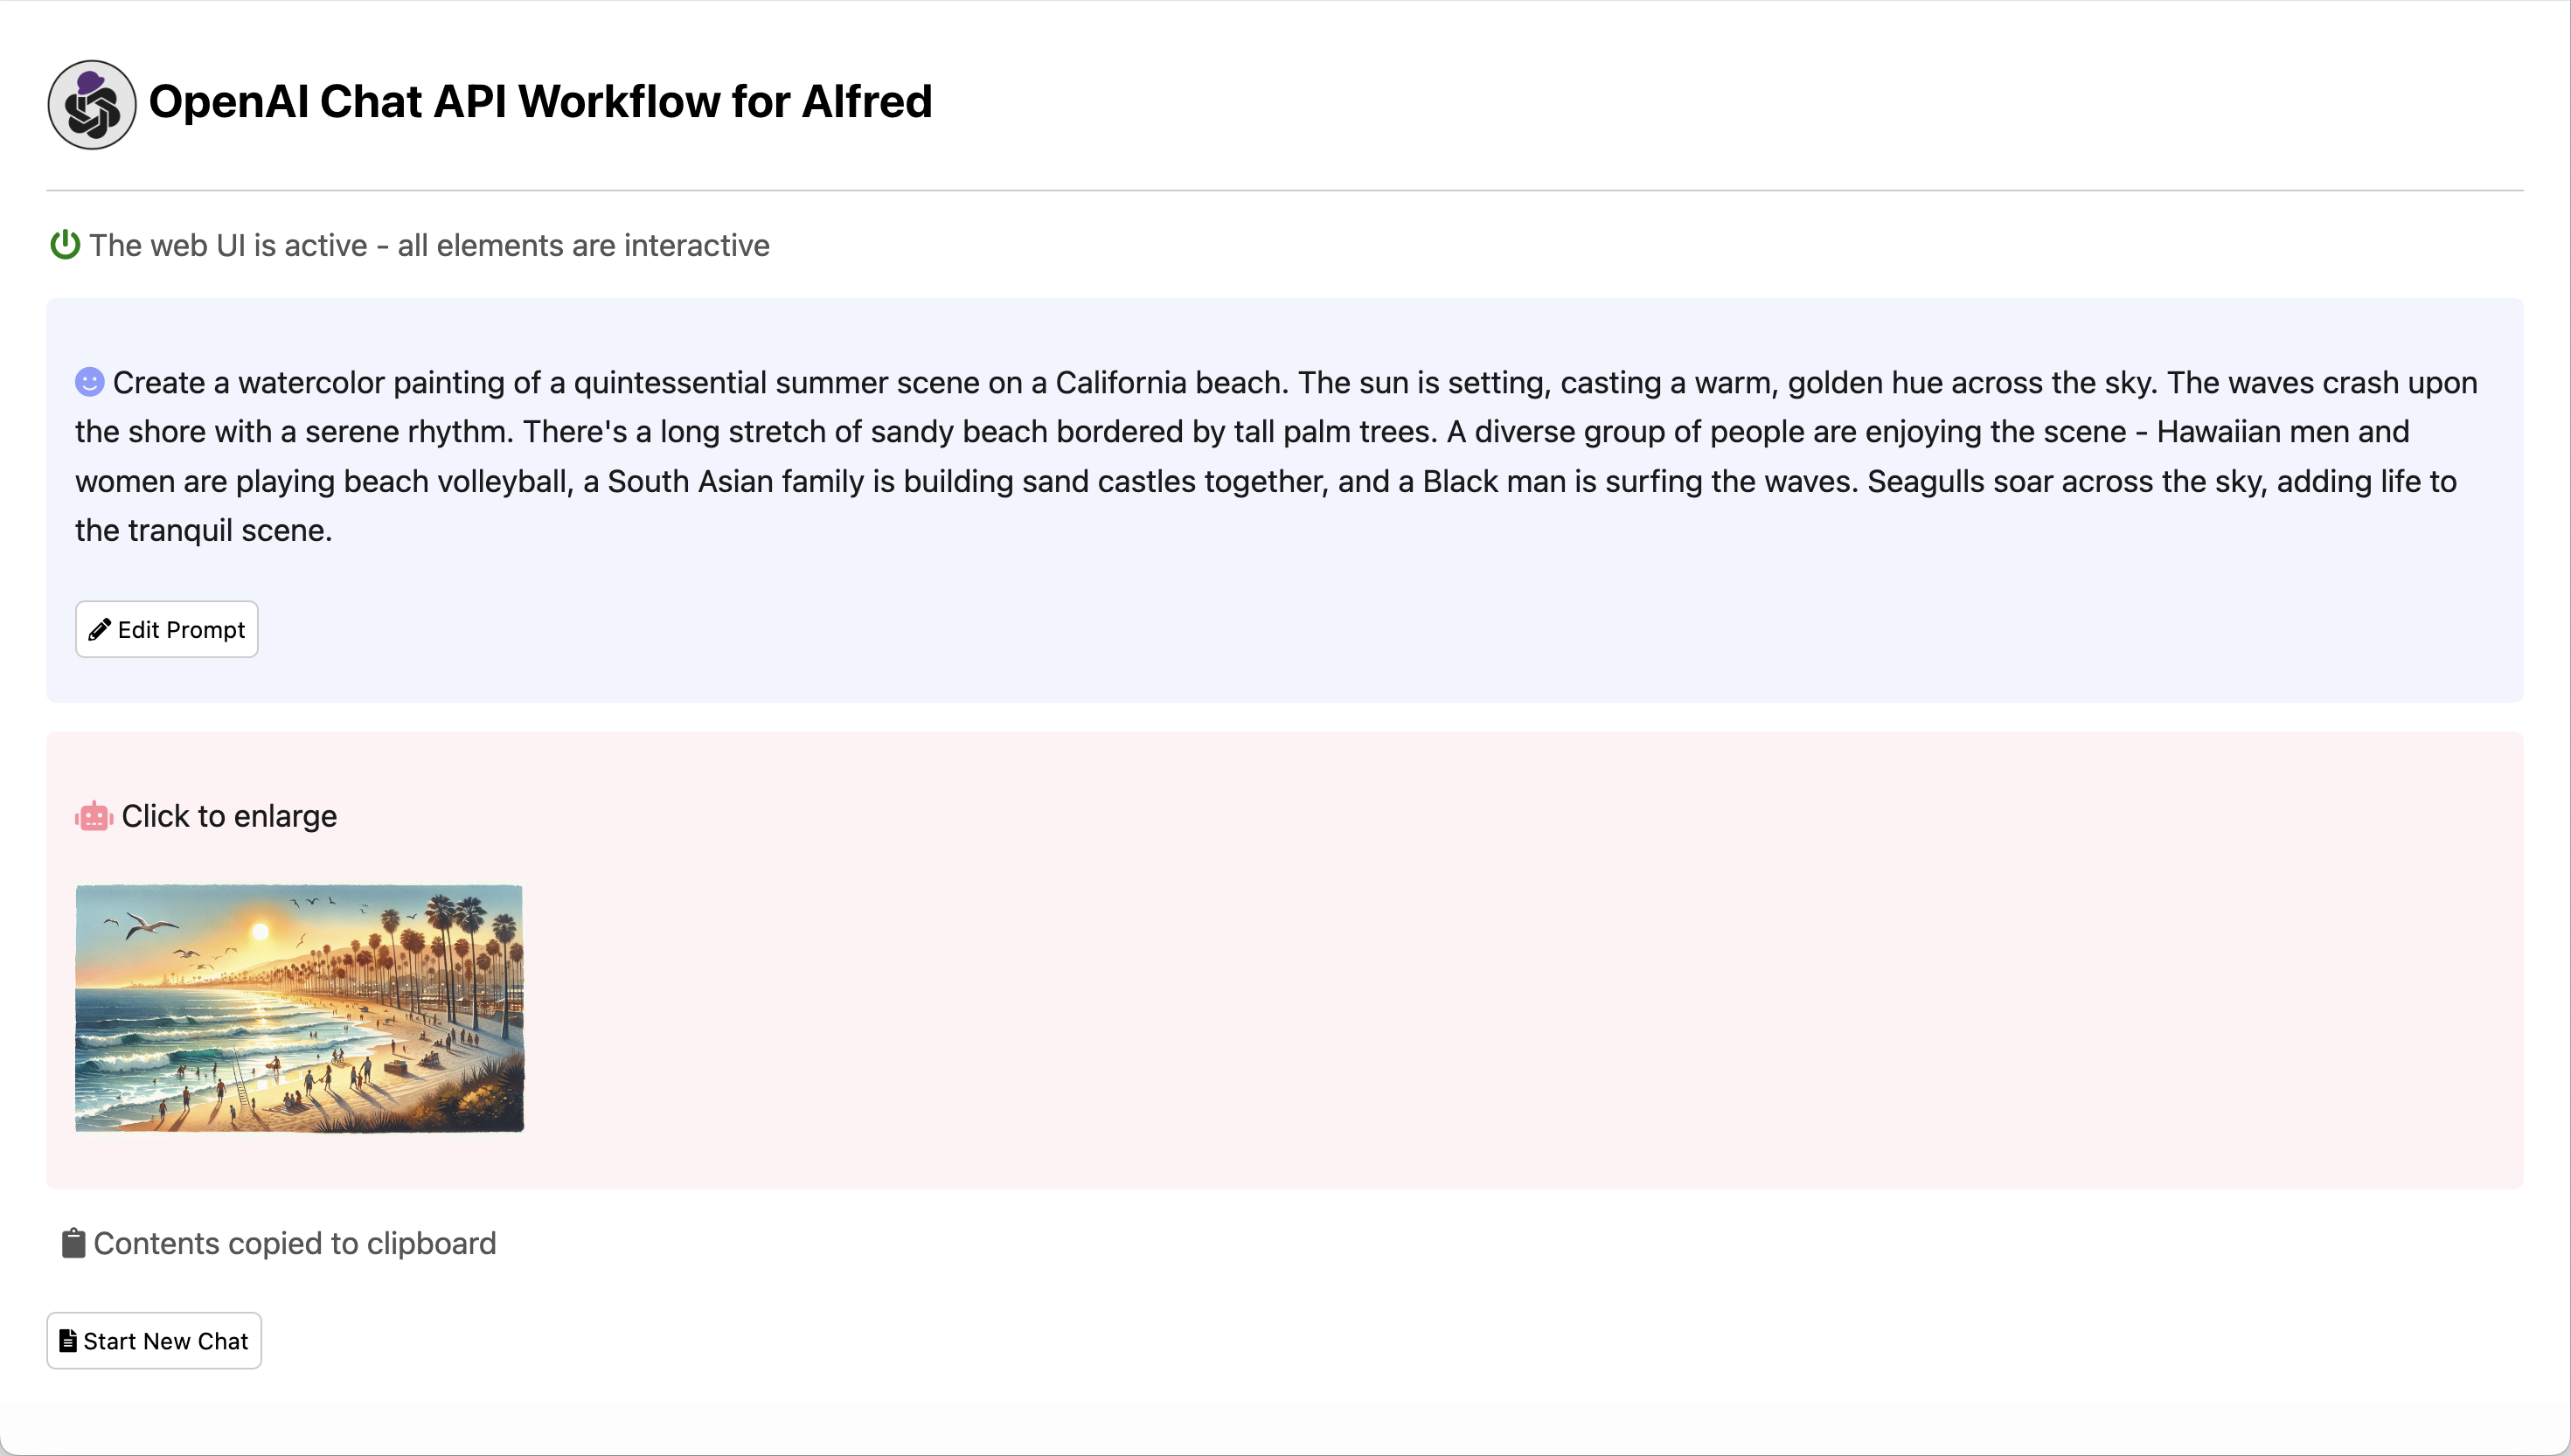 OpenAI Chat API Workflow for Alfred
The web UI is active - all elements are interactive
Create a watercolor painting of a quintessential summer scene on a California beach. The sun is setting, casting a warm, golden hue across the sky. The waves crash upon
the shore with a serene rhythm. There's a long stretch of sandy beach bordered by tall palm trees. A diverse group of people are enjoying the scene - Hawaiian men and
women are playing beach volleyball, a South Asian family is building sand castles together, and a Black man is surfing the waves. Seagulls soar across the sky, adding life to
the tranquil scene.
Edit Prompt
Click to enlarge
Contents copied to clipboard
Start New Chat